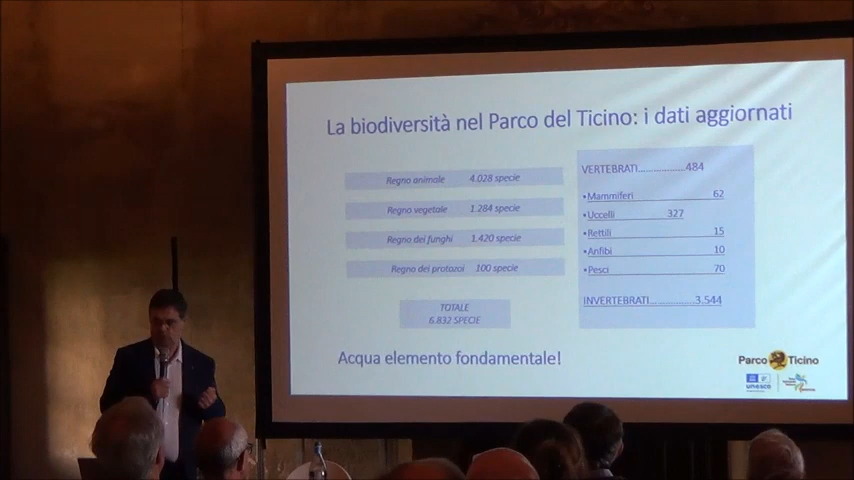 La biodiversità nel Parco del Ticino: i dati aggiornati
Regno animale 4.028 specie
Regno vegetale 1.284 specie
Regno dei funghi 1.420 specie
Regno dei protozoi 100 specie
TOTALE
6.832 SPECIE
VERTEBRATI..................484
▪Mammiferi 62
▪Uccelli 327
▪Rettili 15
▪Anfibi 10
▪Pesci 70
INVERTEBRATI.................3.544
Acqua elemento fondamentale!
Parco Ticino
unesco